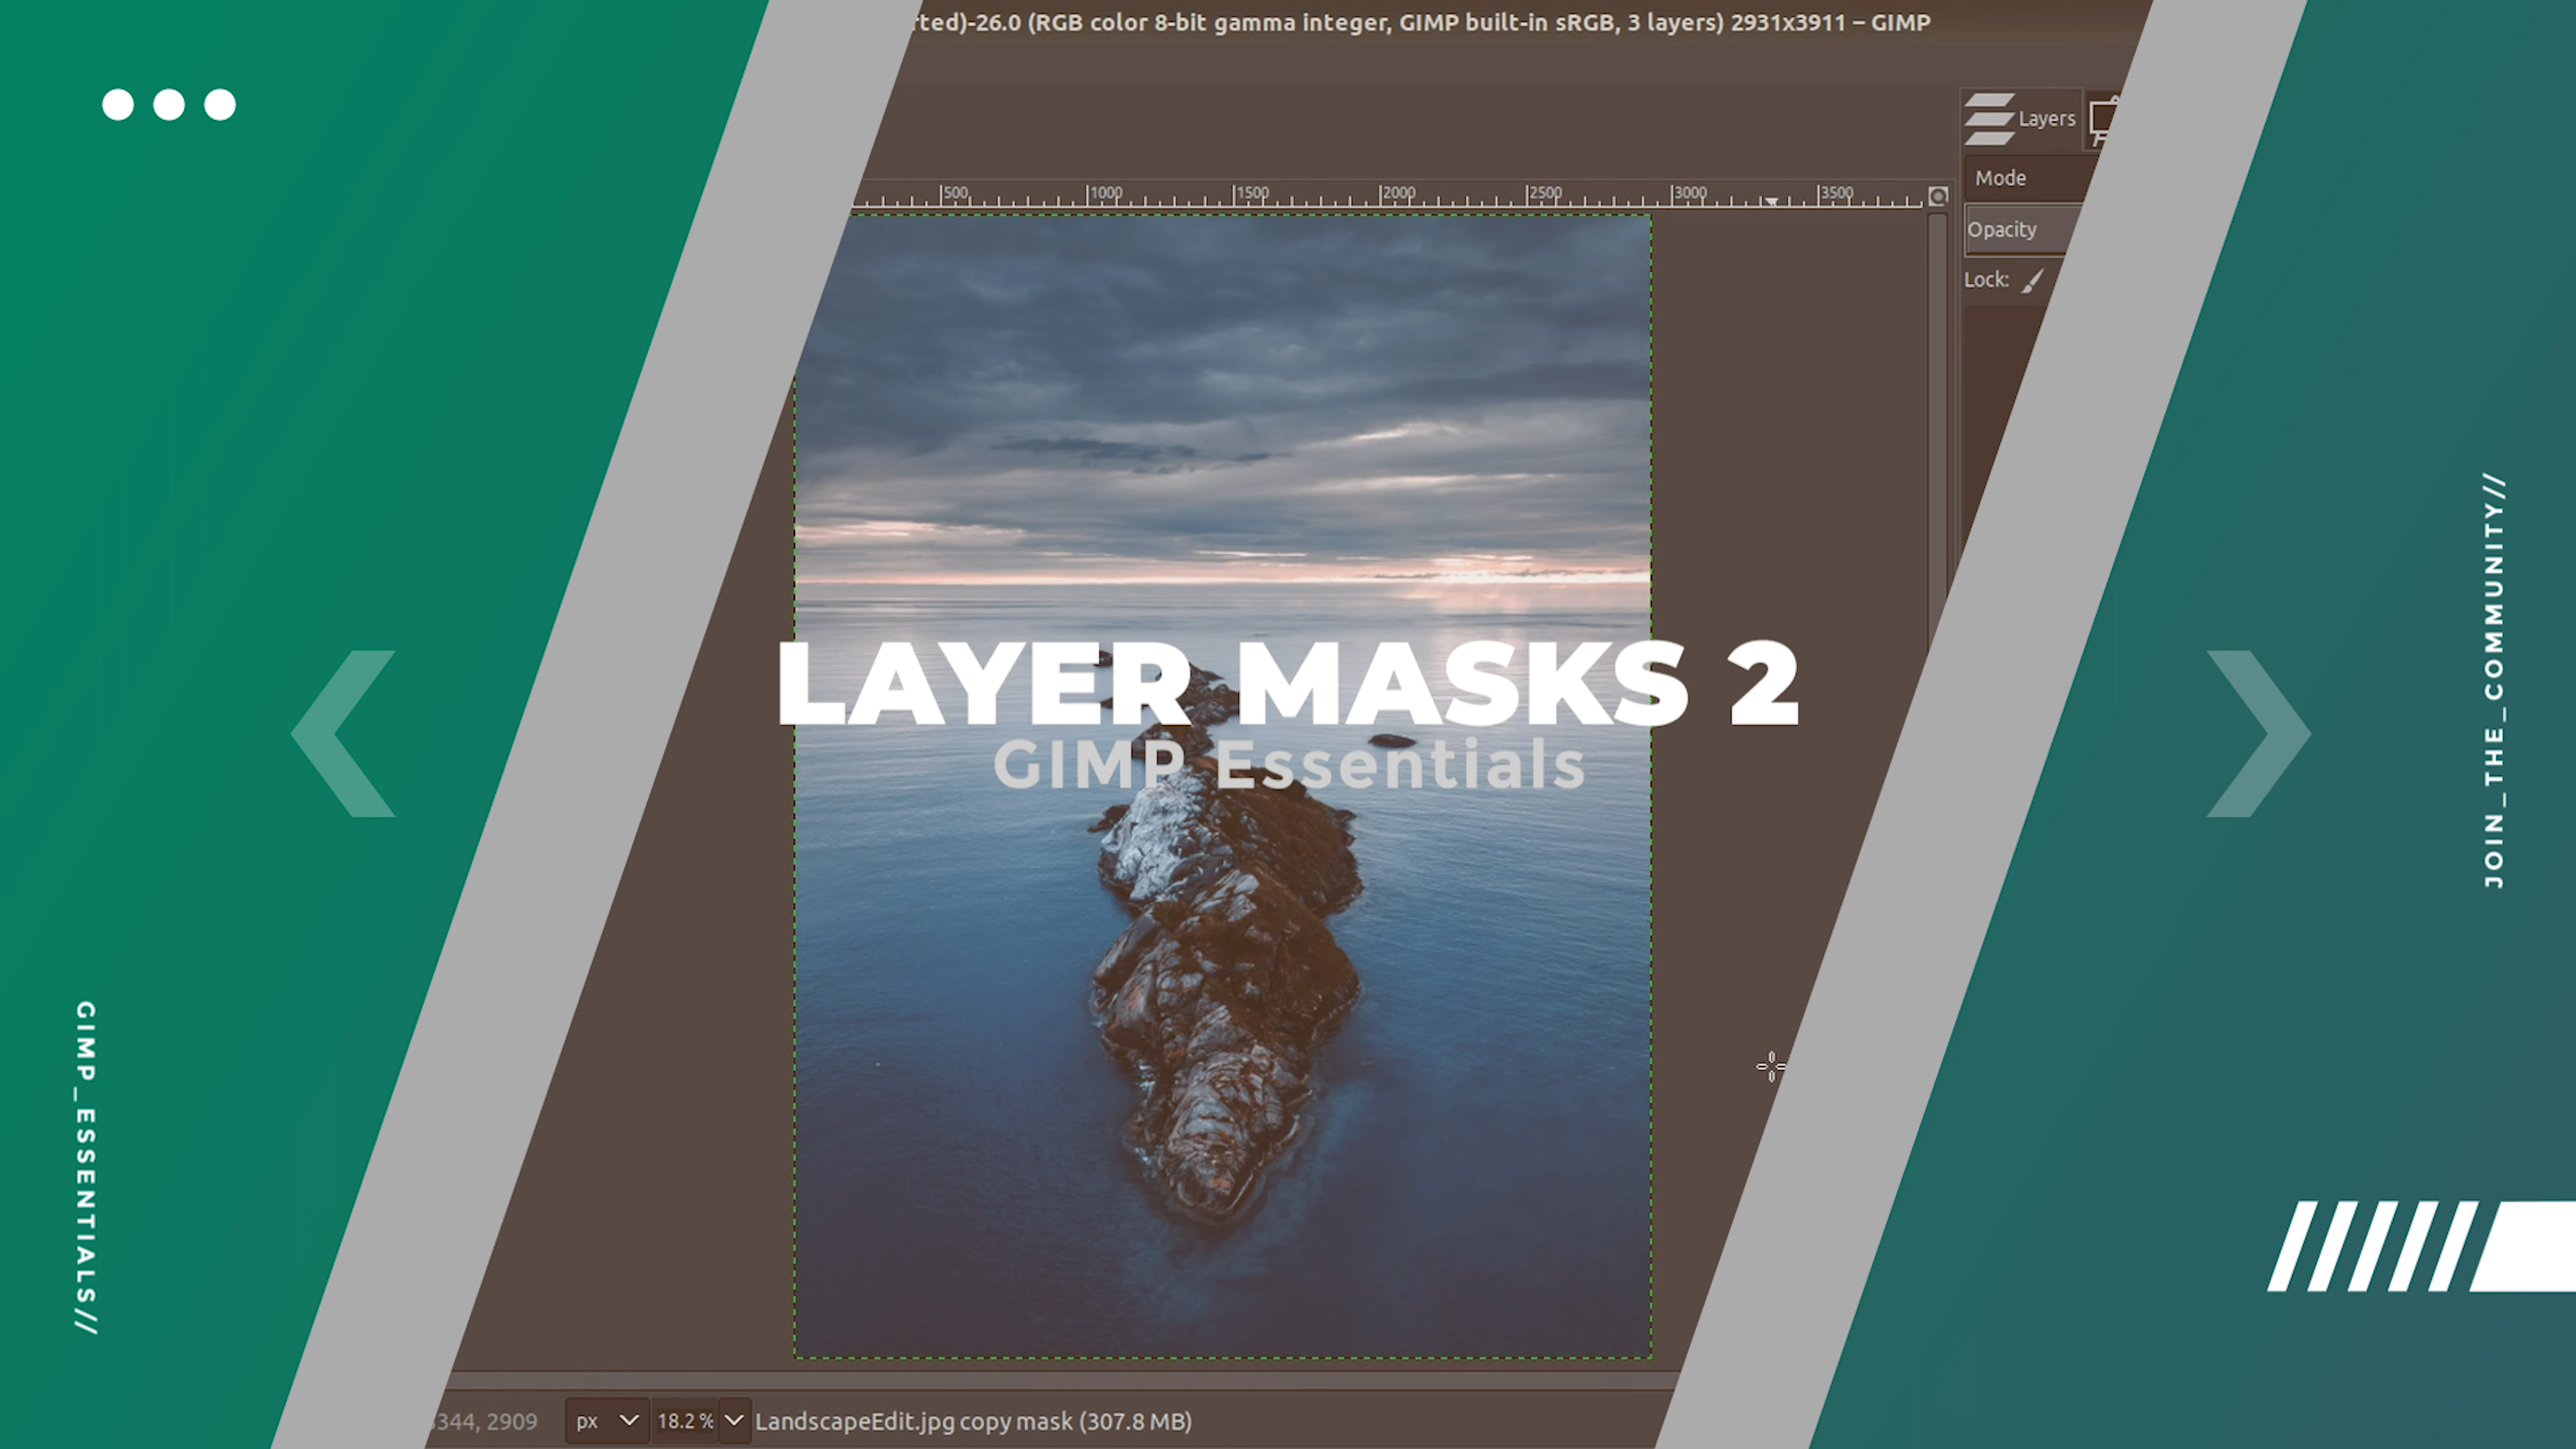 rted)-26.0 (RGB color 8-bit gamma integer, GIMP built-in sRGB, 3 layers) 2931x3911 – GIMP
Layers
Mode
Opacity
Lock:
500 1000 1500 2000 2500 3000 3500
LAYER MASKS 2
GIMP Essentials
JOIN_THE_COMMUNITY//
GIMP_ESSENTIALS//
344, 2909 px 18.2 % LandscapeEdit.jpg copy mask (307.8 MB)